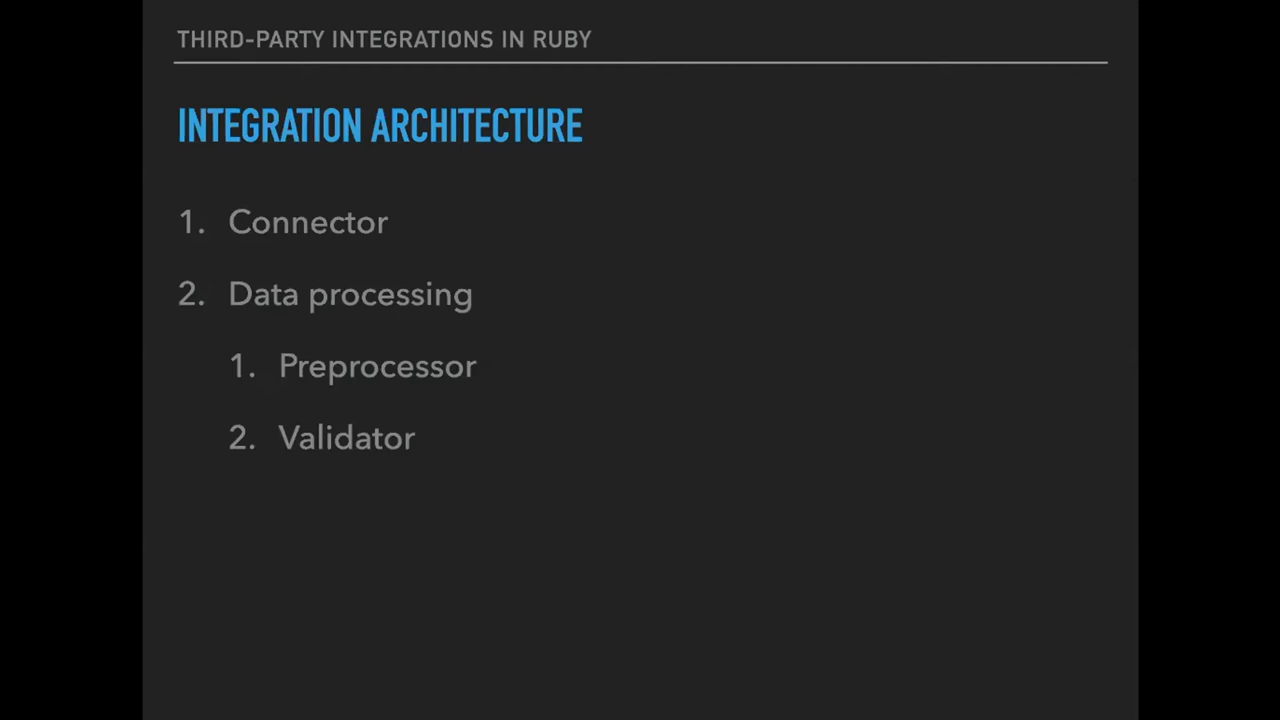 THIRD-PARTY INTEGRATIONS IN RUBY
INTEGRATION ARCHITECTURE
1. Connector
2. Data processing
1. Preprocessor
2. Validator